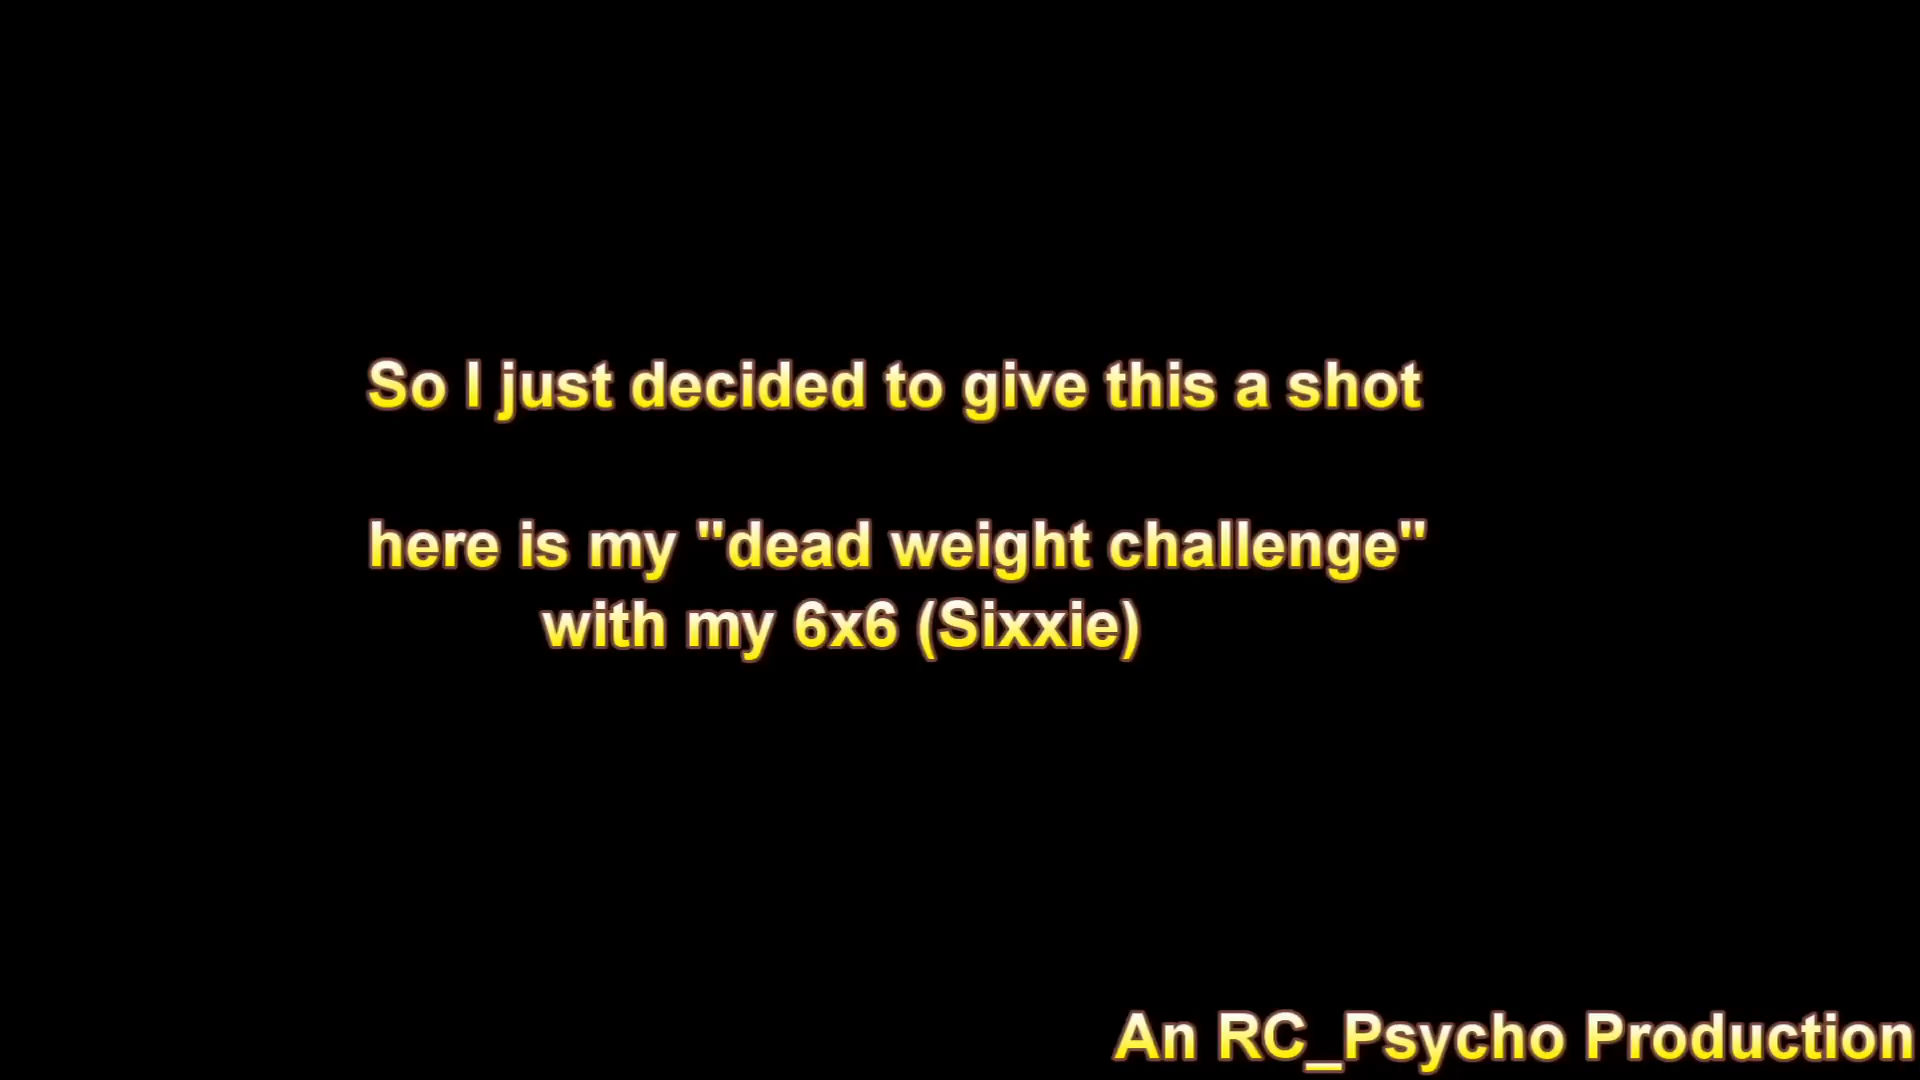 So I just decided to give this a shot
here is my "dead weight challenge"
with my 6x6 (Sixxie)
An RC_Psycho Production